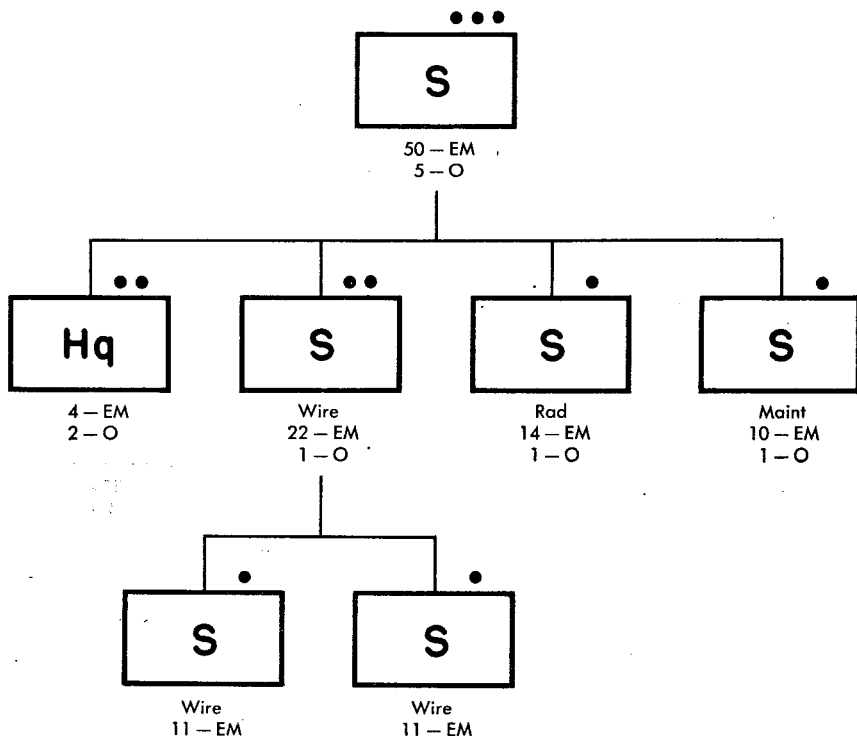 S
50 — EM
5 — O
Hq
4 — EM
2 — O
S
Wire
22 — EM
1 — O
S
Rad
14 — EM
1 — O
S
Maint
10 — EM
1 — O
S
Wire
11 — EM
S
Wire
11 — EM